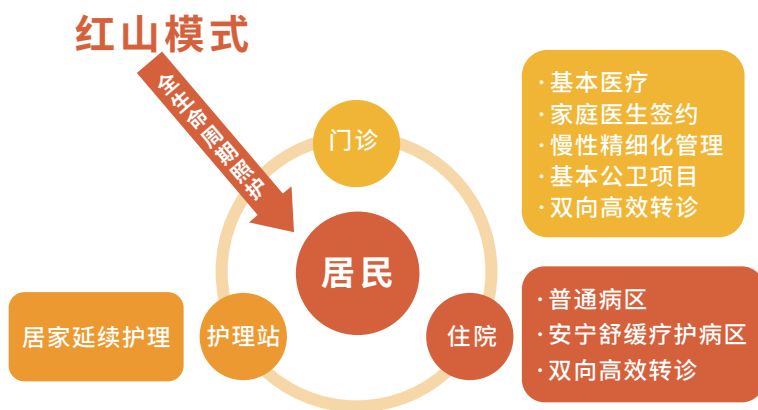 红山模式
全生命周期照护
门诊
·基本医疗
·家庭医生签约
·慢性精细化管理
·基本公卫项目
·双向高效转诊
居民
居家延续护理
护理站
住院
·普通病区
·安宁舒缓疗护病区
·双向高效转诊